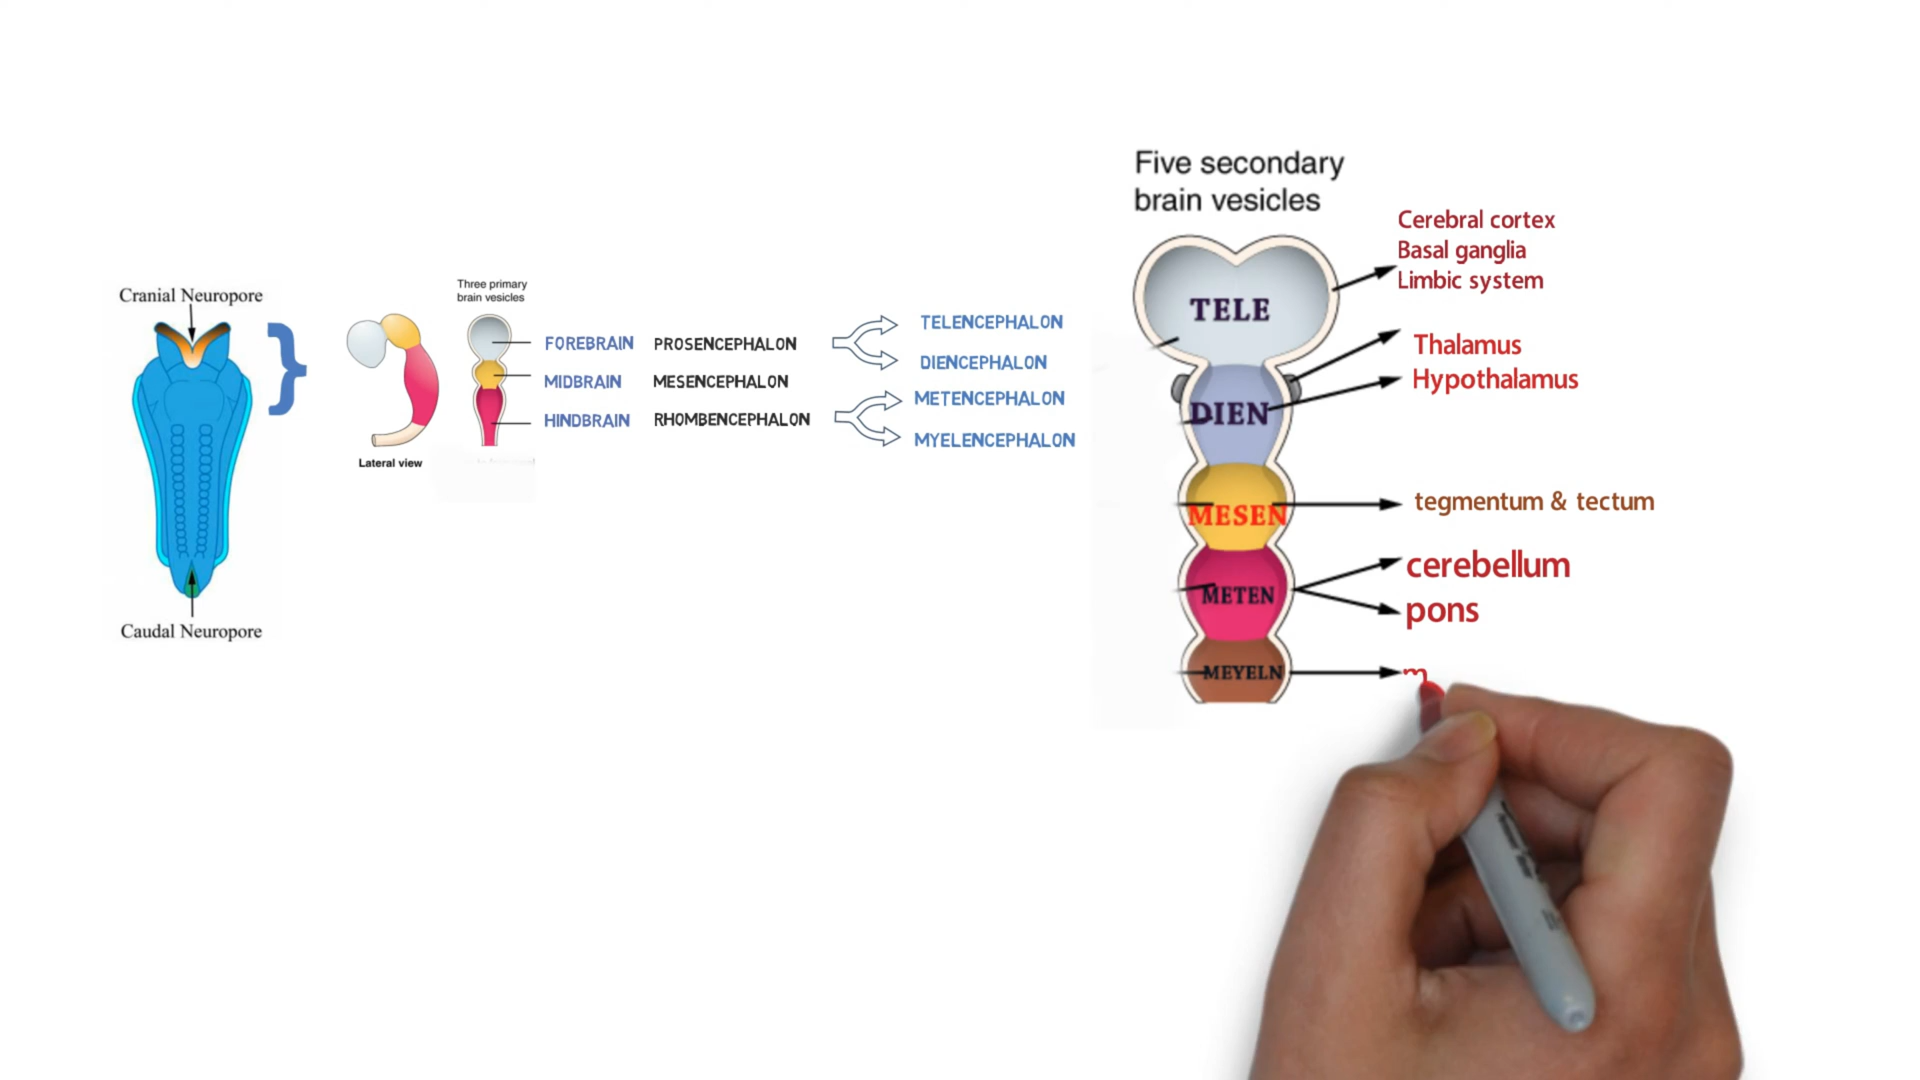 Cranial Neuropore
Caudal Neuropore
Lateral view
Three primary
brain vesicles
FOREBRAIN PROSENCEPHALON
MIDBRAIN MESENCEPHALON
HINDBRAIN RHOMBENCEPHALON
TELENCEPHALON
DIENCEPHALON
METENCEPHALON
MYELENCEPHALON
Five secondary
brain vesicles
TELE
DIEN
MESEN
METEN
MEYELN
Cerebral cortex
Basal ganglia
Limbic system
Thalamus
Hypothalamus
tegmentum & tectum
cerebellum
pons
m